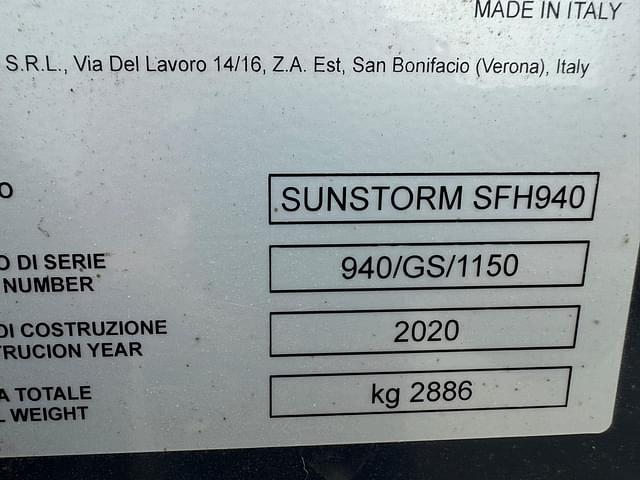 MADE IN ITALY
S.R.L., Via Del Lavoro 14/16, Z.A. Est, San Bonifacio (Verona), Italy
O
SUNSTORM SFH940
O DI SERIE
NUMBER
940/GS/1150
DI COSTRUZIONE
TRUCION YEAR
2020
A TOTALE
L WEIGHT
kg 2886